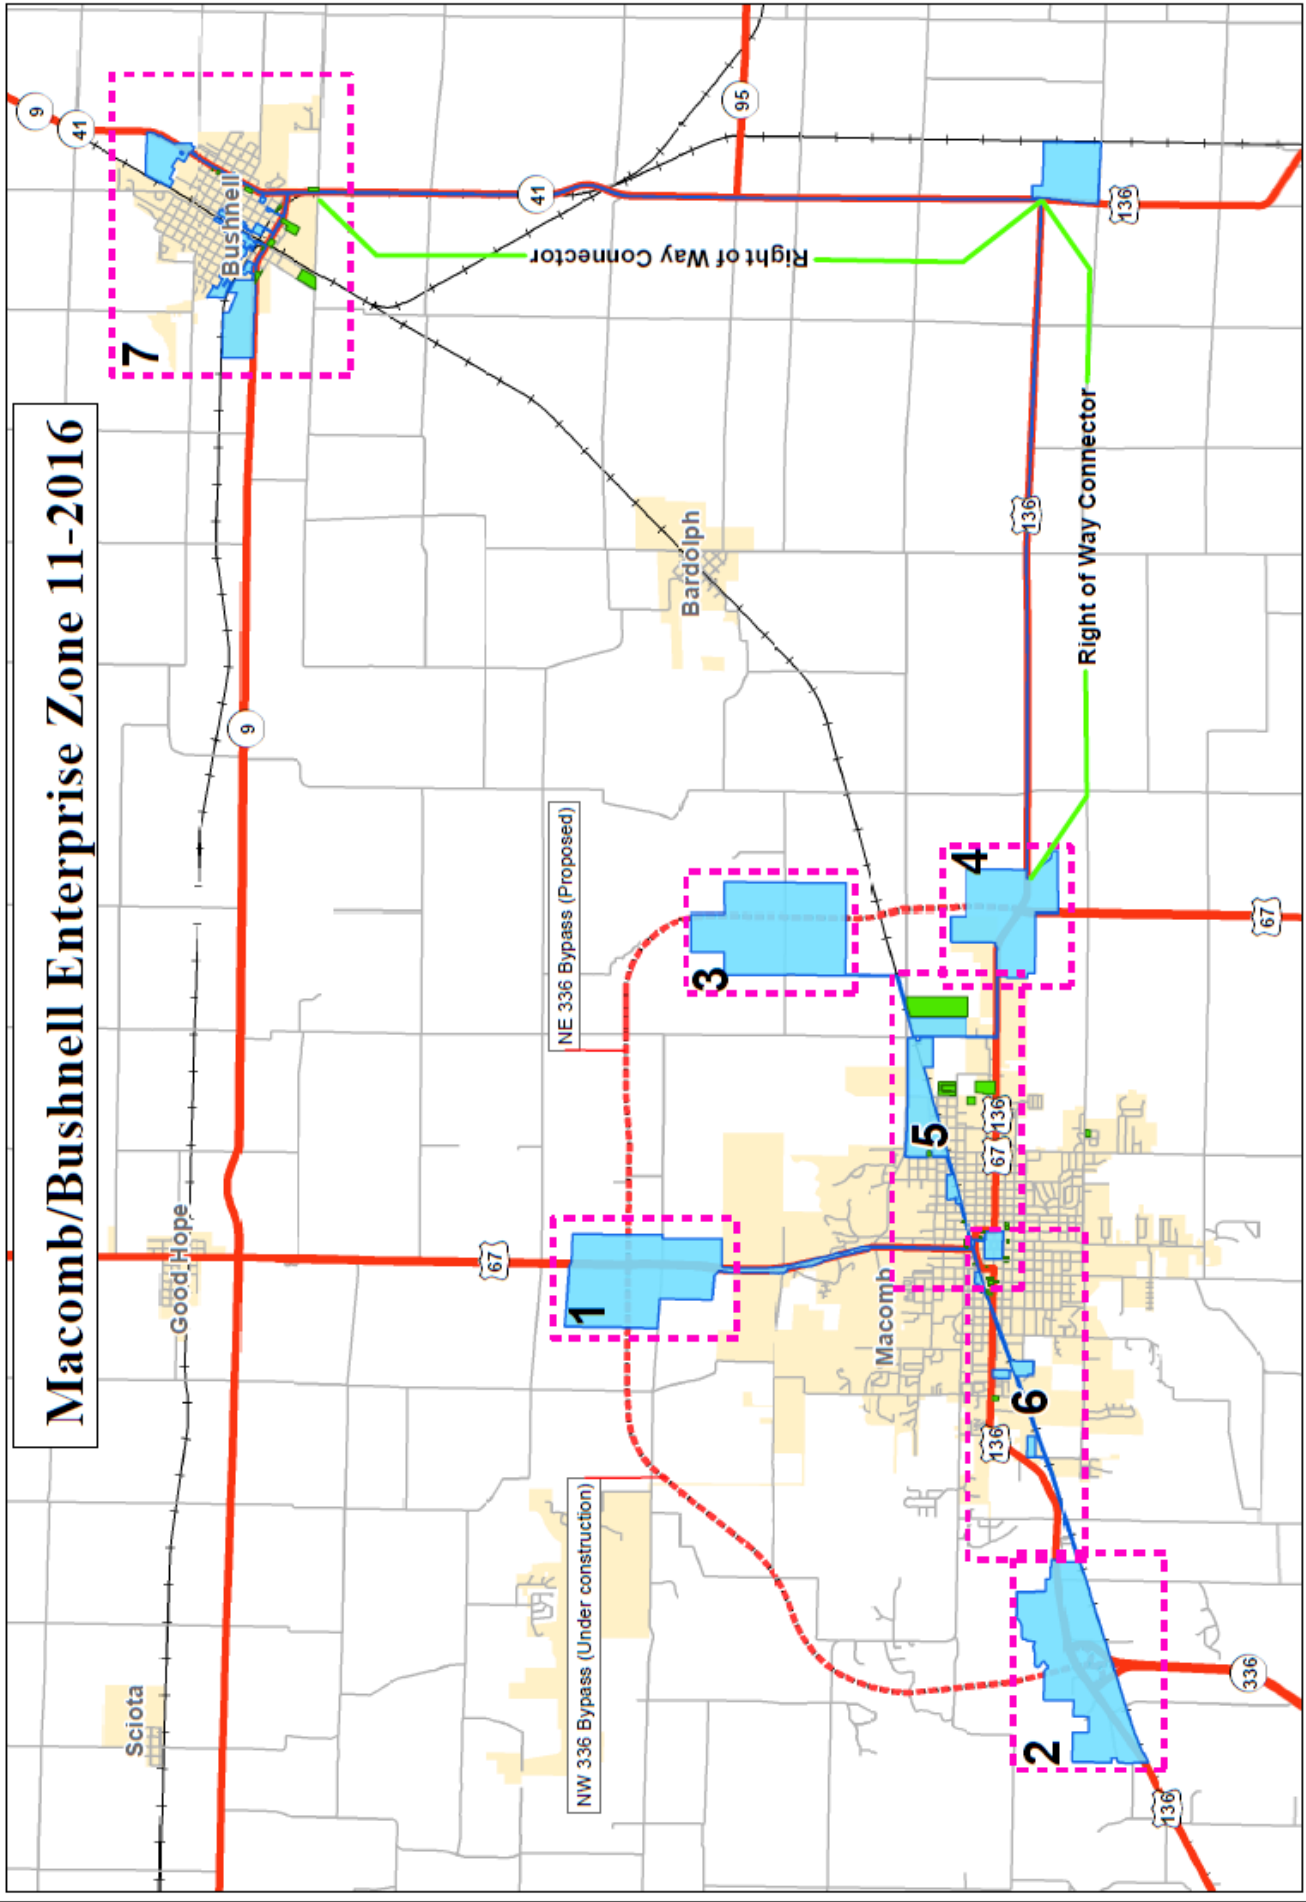 Macomb/Bushnell Enterprise Zone 11-2016
9
41
7
Bushnell
41
95
Right of Way Connector
136
Bardolph
136
Right of Way Connector
9
NE 336 Bypass (Proposed)
3
4
67
Good Hope
67
1
5
136
67
Macomb
6
136
NW 336 Bypass (Under construction)
Sciota
2
336
136